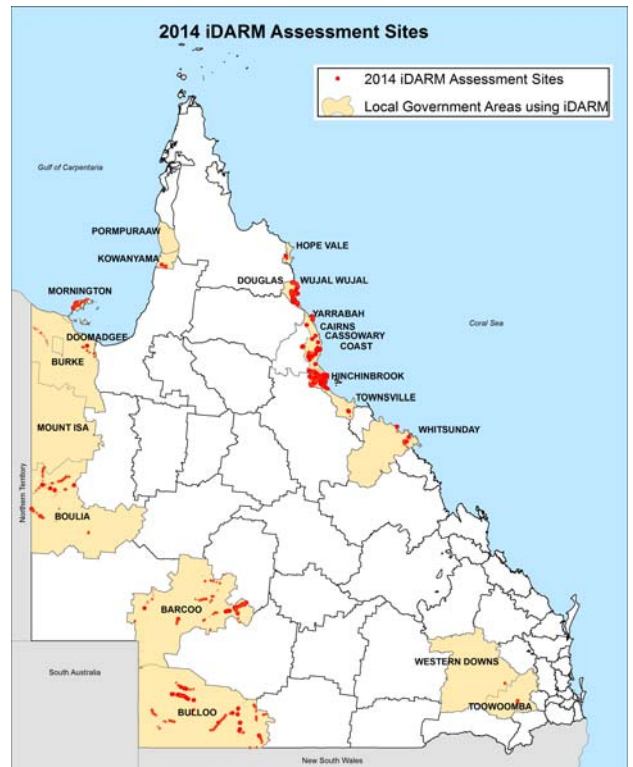 2014 iDARM Assessment Sites
2014 iDARM Assessment Sites
Local Government Areas using iDARM
Gulf of Carpentaria
PORMPURAAW
HOPE VALE
KOWANYAMA
DOUGLAS
WUJAL WUJAL
MORNINGTON
YARRABAH
Coral Sea
CAIRNS
CASSOWARY
COAST
DOOMADGEE
BURKE
HINCHINBROOK
TOWNSVILLE
MOUNT ISA
WHITSUNDAY
Northern Territory
BOULIA
BARCOO
WESTERN DOWNS
South Australia
TOOWOOMBA
BULLOO
New South Wales